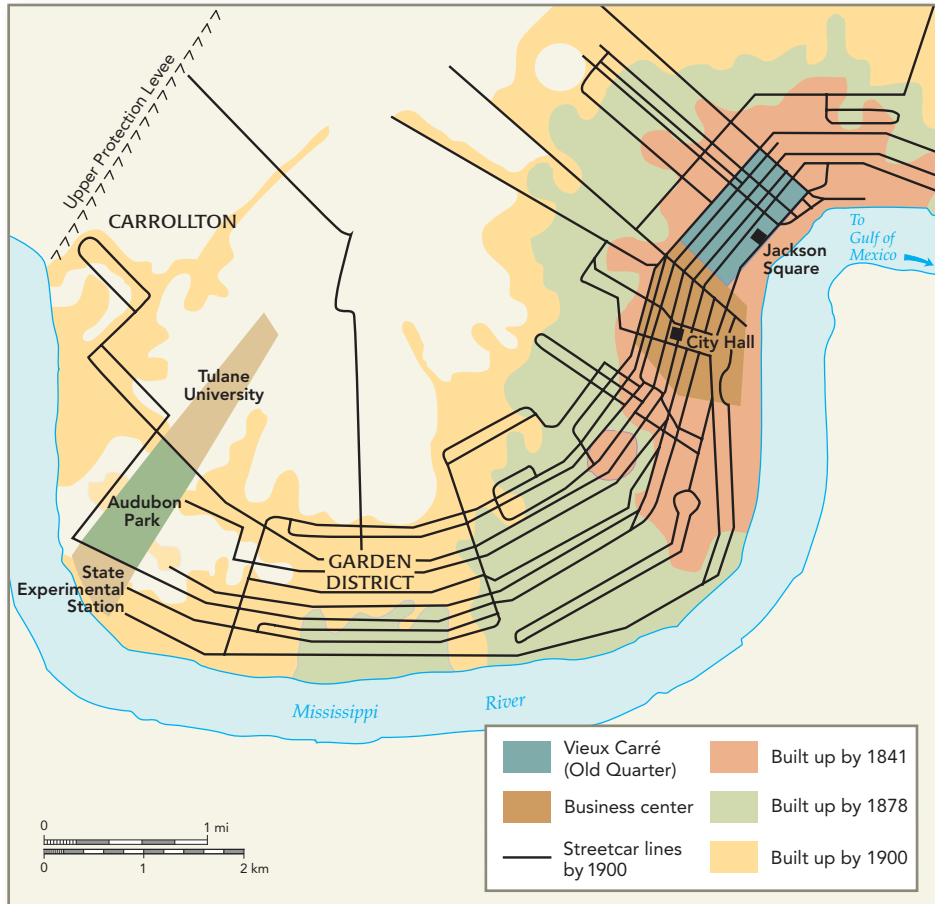 Upper Protection Levee
CARROLLTON
To
Gulf of
Mexico
Jackson
Square
City Hall
Tulane
University
Audubon
Park
GARDEN
DISTRICT
State
Experimental
Station
Mississippi River
Vieux Carré
(Old Quarter)
Business center
Streetcar lines
by 1900
Built up by 1841
Built up by 1878
Built up by 1900
0 1 mi
0 1 2 km